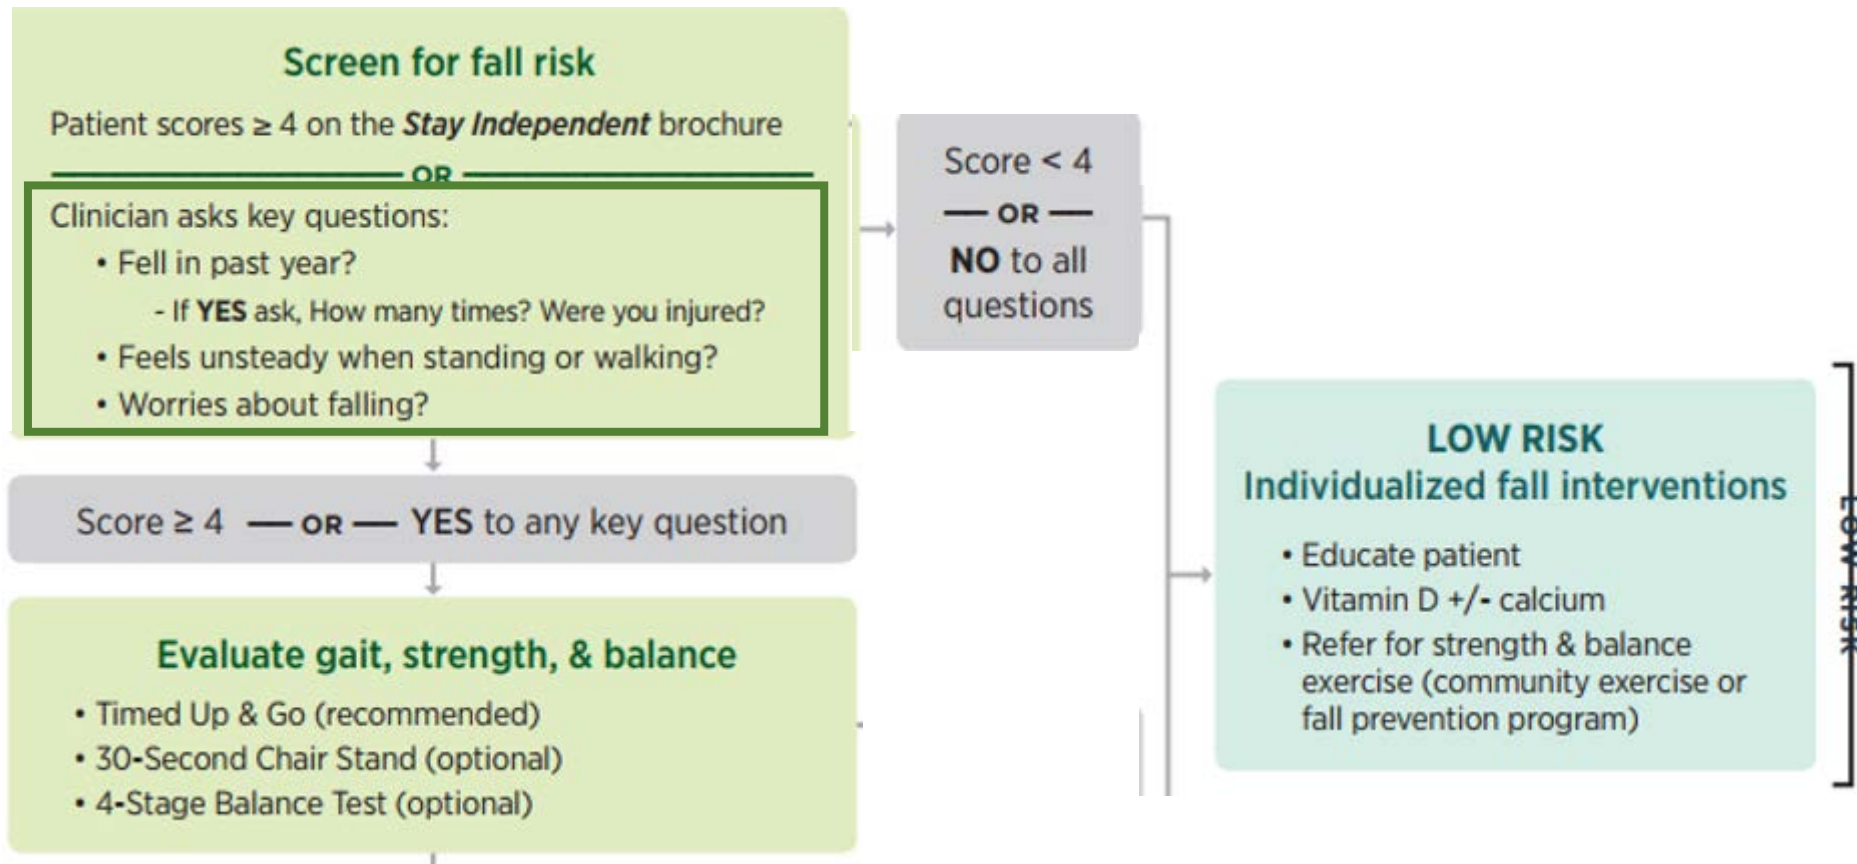 Screen for fall risk
Patient scores ≥ 4 on the Stay Independent brochure
OR
Clinician asks key questions:
• Fell in past year?
- If YES ask, How many times? Were you injured?
• Feels unsteady when standing or walking?
• Worries about falling?
Score < 4
OR
NO to all
questions
Score ≥ 4 — OR — YES to any key question
Evaluate gait, strength, & balance
• Timed Up & Go (recommended)
• 30-Second Chair Stand (optional)
• 4-Stage Balance Test (optional)
LOW RISK
Individualized fall interventions
• Educate patient
• Vitamin D +/- calcium
• Refer for strength & balance
exercise (community exercise or
fall prevention program)
LOW RISK